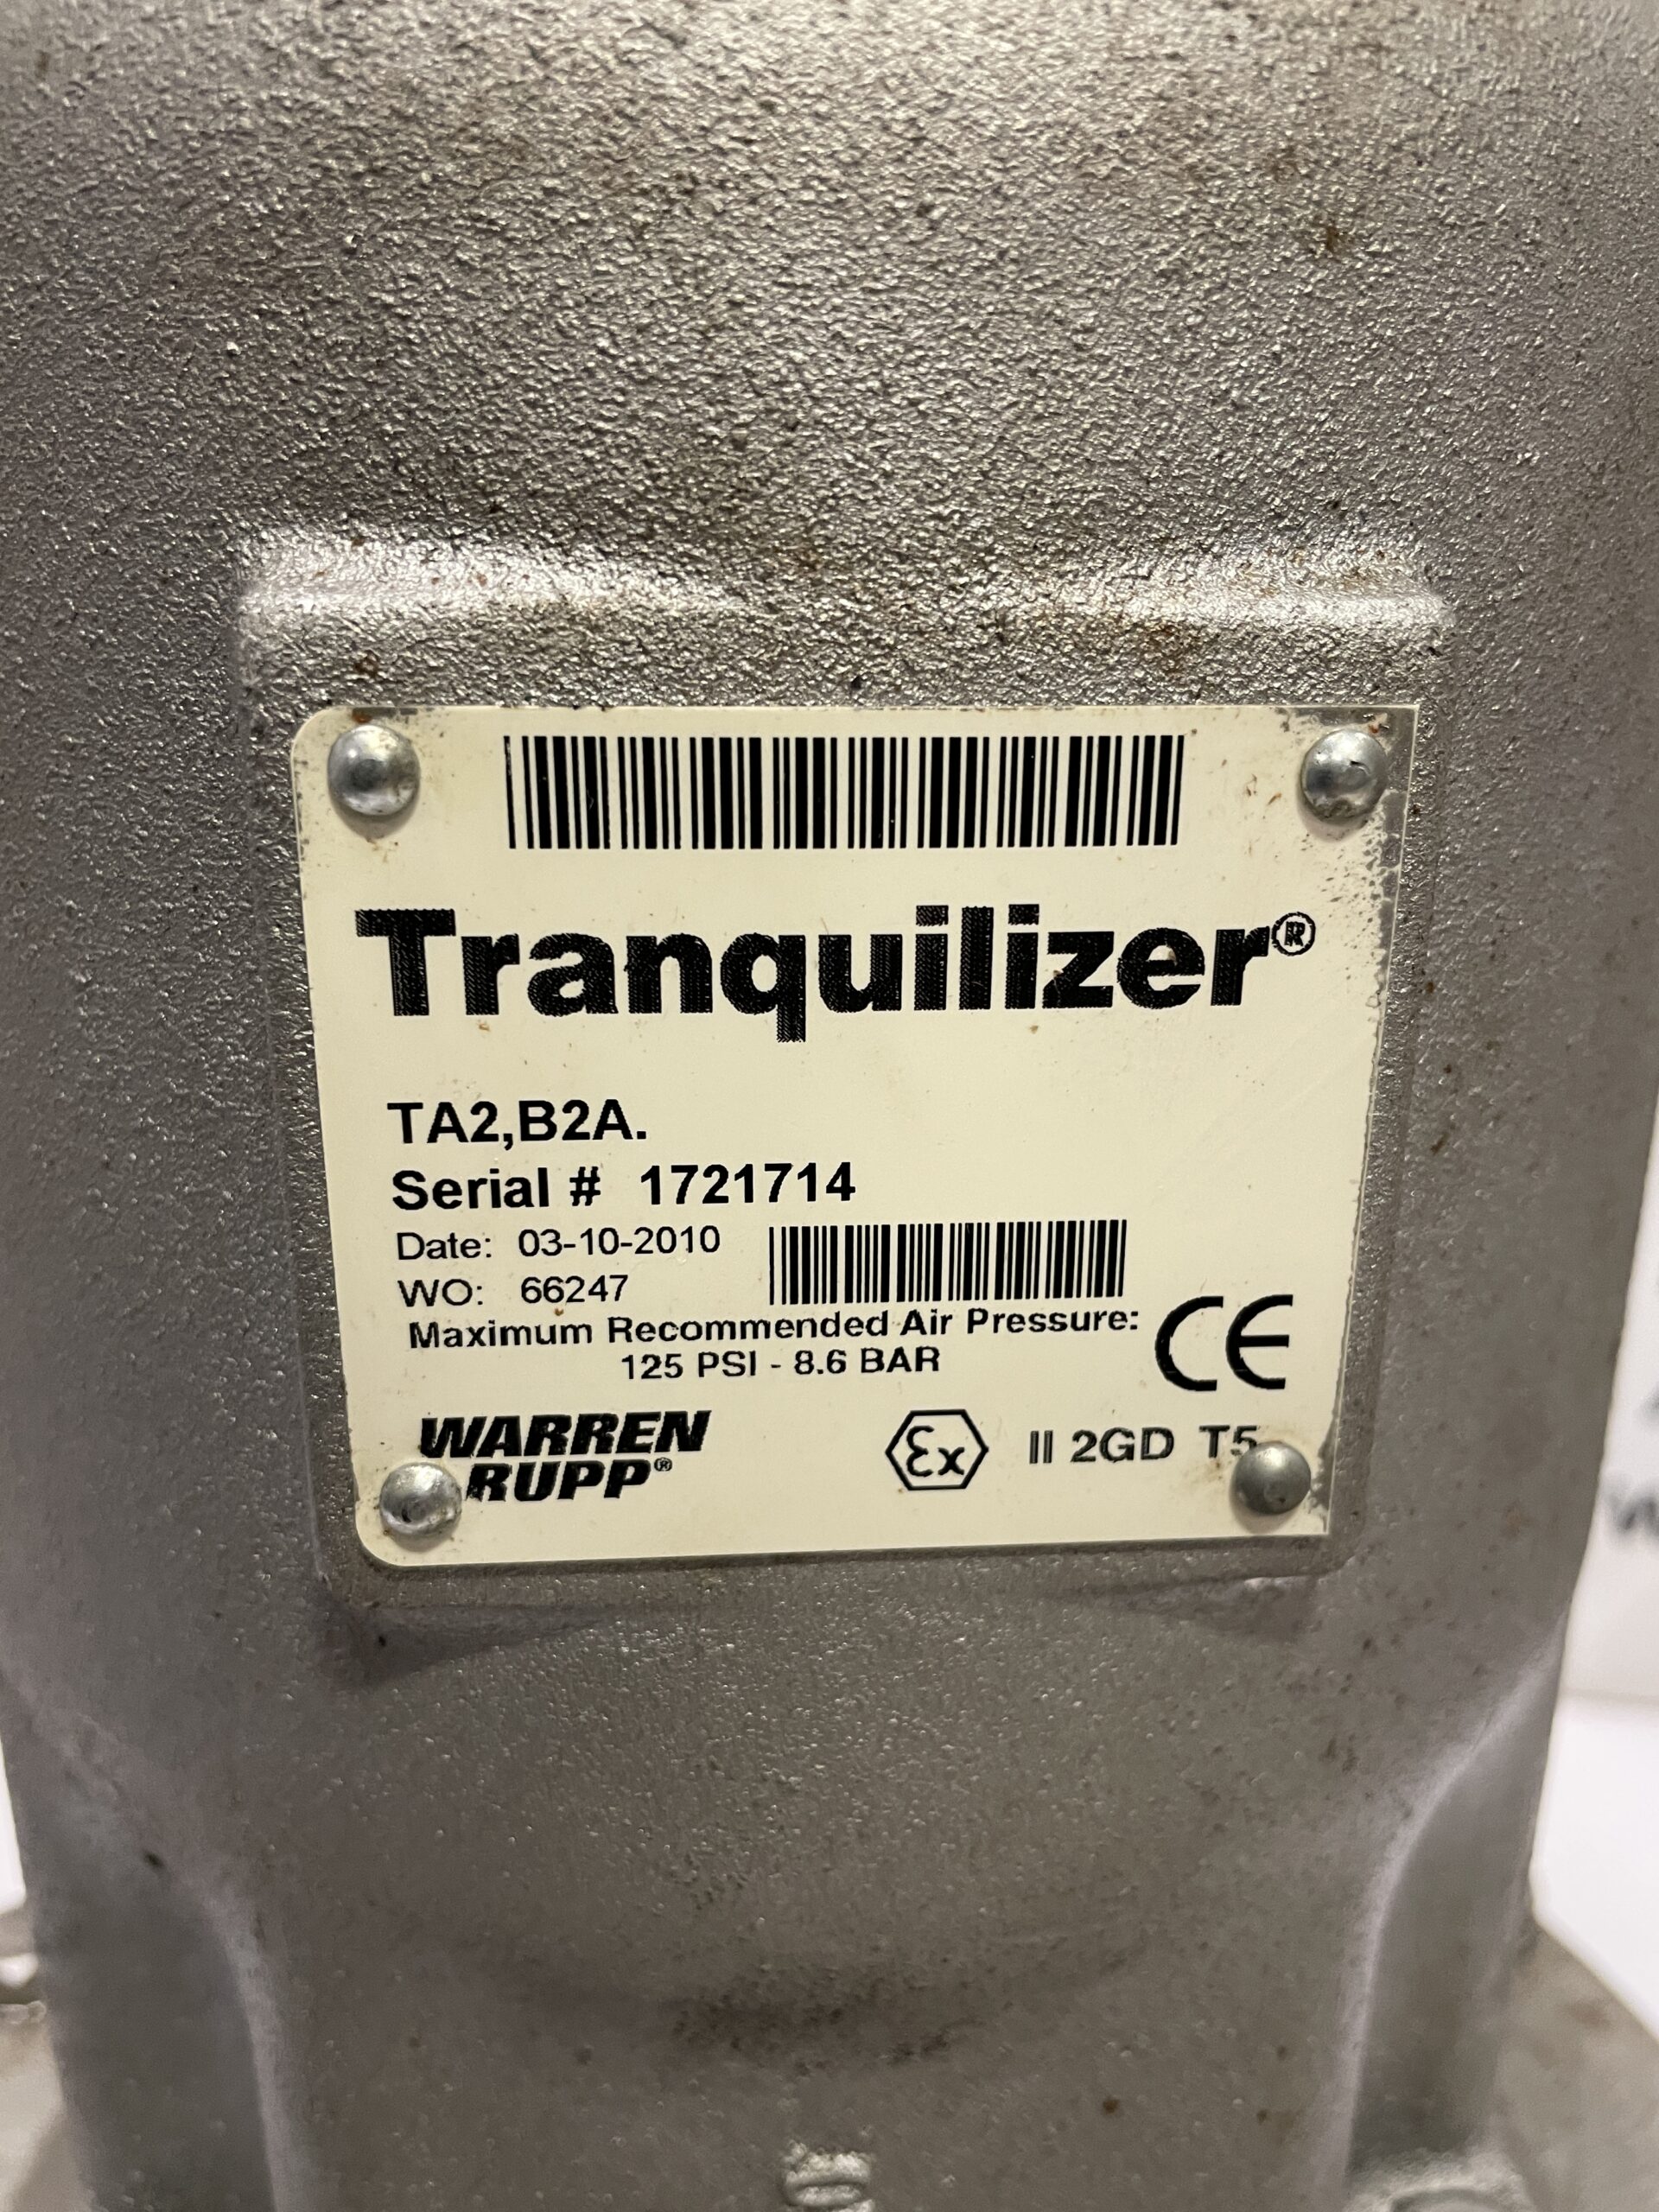 Tranquilizer®
TA2,B2A.
Serial # 1721714
Date: 03-10-2010
WO: 66247
Maximum Recommended Air Pressure:
125 PSI - 8.6 BAR
CE
WARREN
RUPP®
Ex II 2GD T5